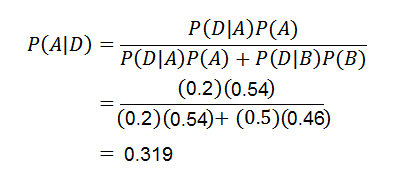 P(A|D) = P(D|A)P(A) / P(D|A)P(A) + P(D|B)P(B)
= (0.2)(0.54) / (0.2)(0.54)+ (0.5)(0.46)
= 0.319